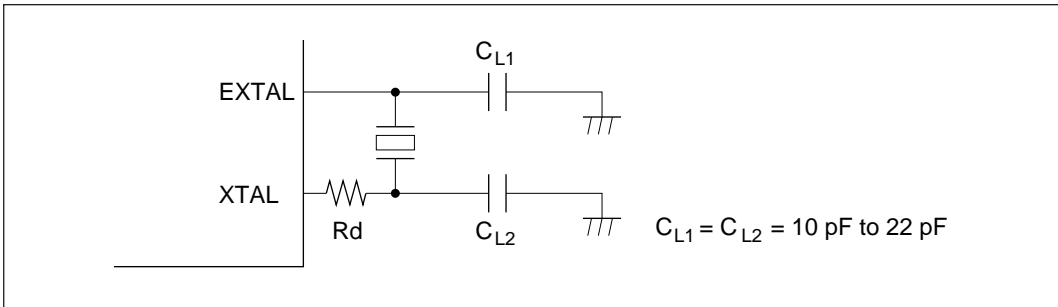 C_L1
EXTAL
XTAL
Rd
C_L2
C_L1 = C_L2 = 10 pF to 22 pF